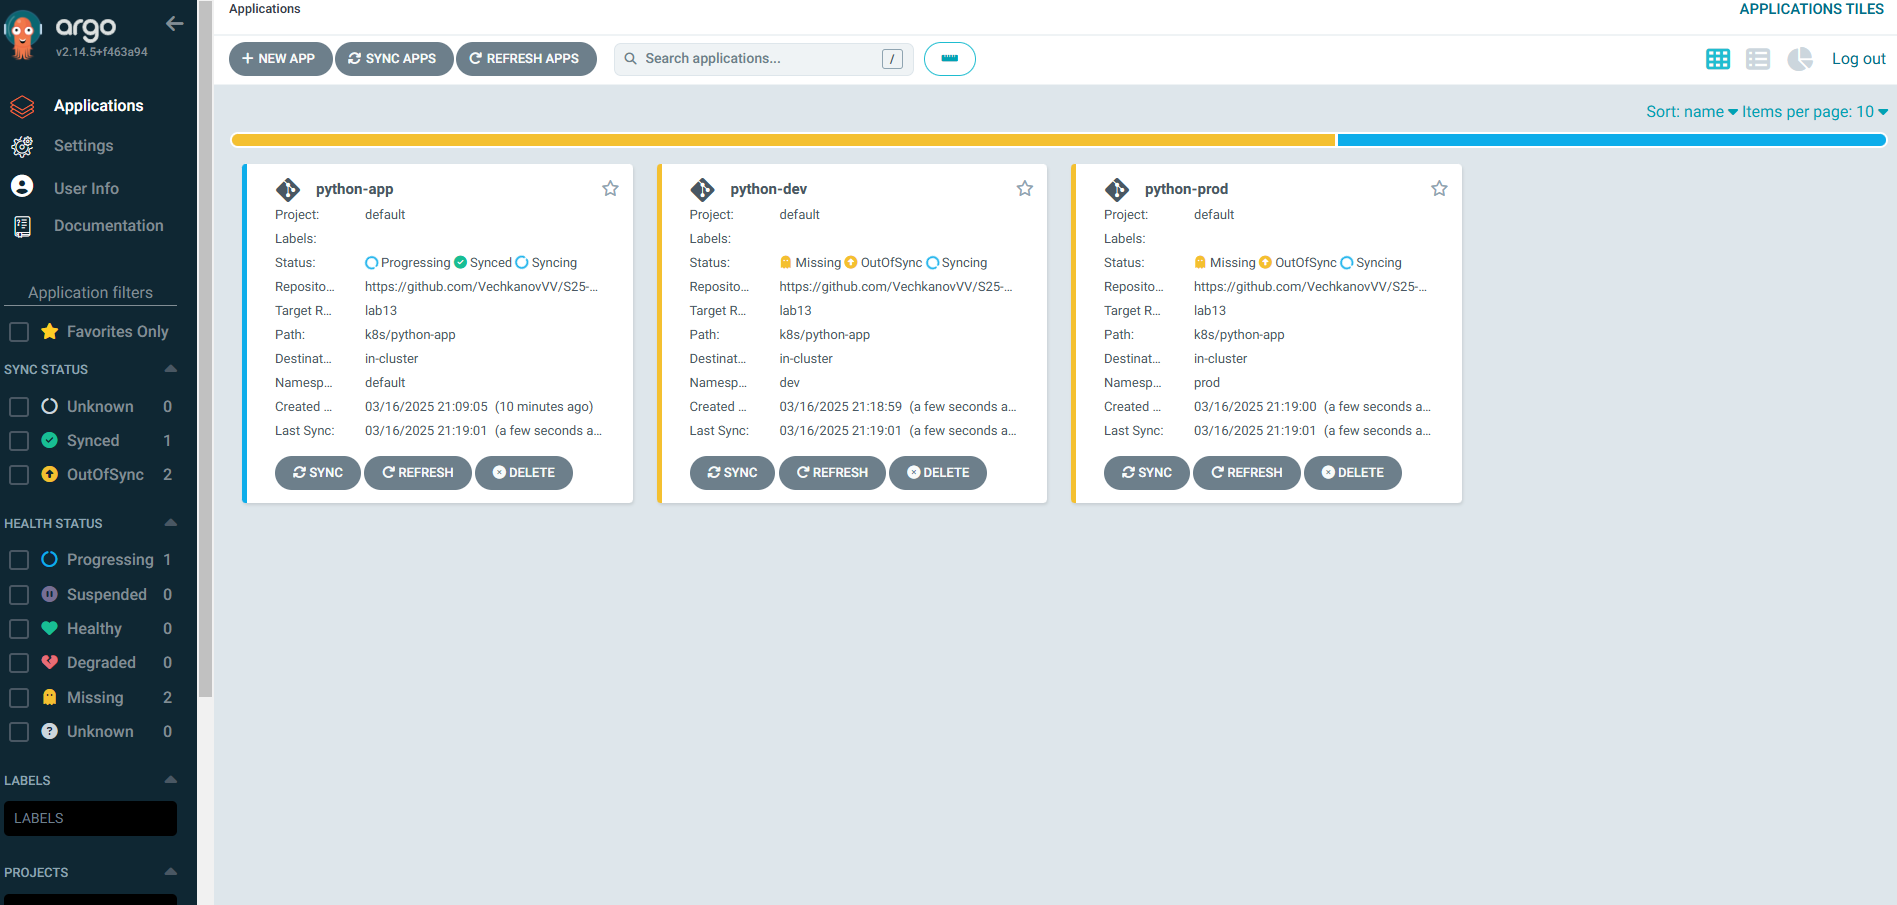 argo
v2.14.5+f463a94
Applications
Settings
User Info
Documentation
Application filters
Favorites Only
SYNC STATUS
Unknown 0
Synced 1
OutOfSync 2
HEALTH STATUS
Progressing 1
Suspended 0
Healthy 0
Degraded 0
Missing 2
Unknown 0
LABELS
LABELS
PROJECTS
Applications
APPLICATIONS TILES
NEW APP SYNC APPS REFRESH APPS Search applications... /
Log out
Sort: name Items per page: 10
python-app
Project: default
Labels:
Status: Progressing Synced Syncing
Reposito... https://github.com/VechkanovVV/S25-...
Target R... lab13
Path: k8s/python-app
Destinat... in-cluster
Namesp... default
Created ... 03/16/2025 21:09:05 (10 minutes ago)
Last Sync: 03/16/2025 21:19:01 (a few seconds a...
SYNC REFRESH DELETE
python-dev
Project: default
Labels:
Status: Missing OutOfSync Syncing
Reposito... https://github.com/VechkanovVV/S25-...
Target R... lab13
Path: k8s/python-app
Destinat... in-cluster
Namesp... dev
Created ... 03/16/2025 21:18:59 (a few seconds a...
Last Sync: 03/16/2025 21:19:01 (a few seconds a...
SYNC REFRESH DELETE
python-prod
Project: default
Labels:
Status: Missing OutOfSync Syncing
Reposito... https://github.com/VechkanovVV/S25-...
Target R... lab13
Path: k8s/python-app
Destinat... in-cluster
Namesp... prod
Created ... 03/16/2025 21:19:00 (a few seconds a...
Last Sync: 03/16/2025 21:19:01 (a few seconds a...
SYNC REFRESH DELETE